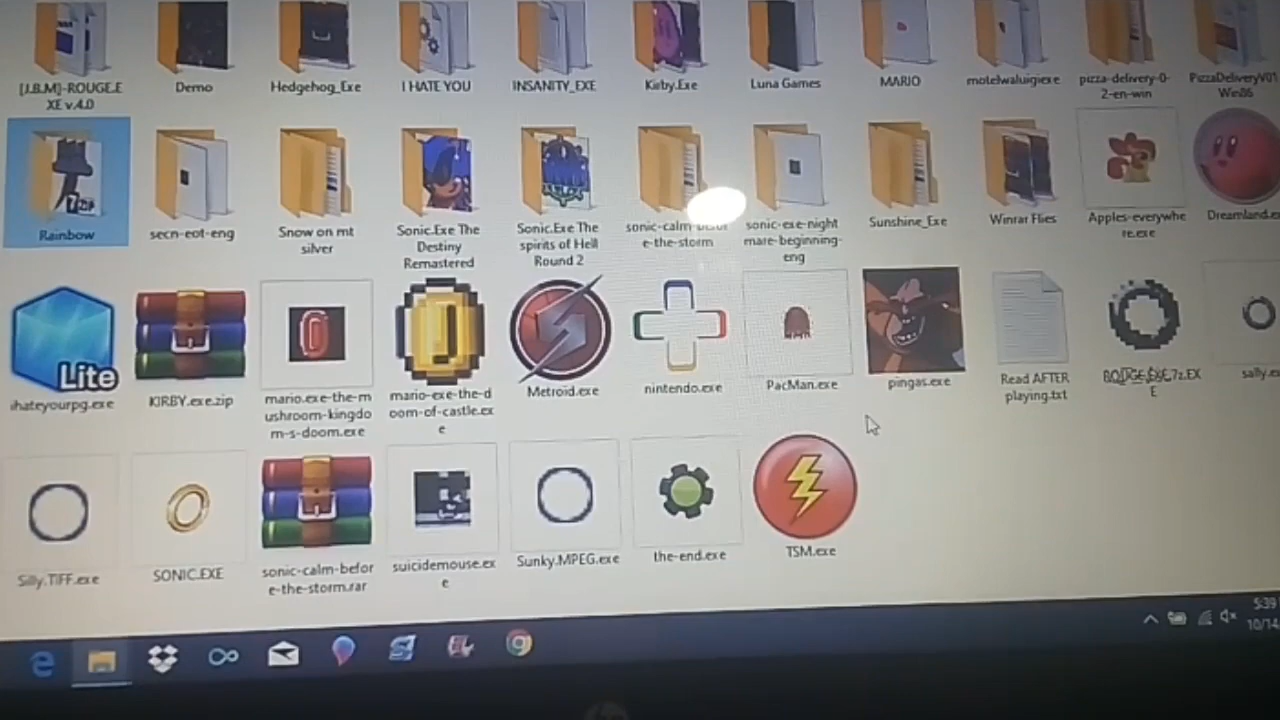 [J.B.M]-ROUGE.E
XE v.4.0
Demo
Hedgehog_Exe
I HATE YOU
INSANITY_EXE
Kirby.Exe
Luna Games
MARIO
motelwaluigiexe
pizza-delivery-0-
2-en-win
PizzaDeliveryV01
Win86
7ZIP
Rainbow
secn-eot-eng
Snow on mt
silver
Sonic.Exe The
Destiny
Remastered
Sonic.Exe The
spirits of Hell
Round 2
sonic-calm-befor
e-the-storm
sonic-exe-night
mare-beginning-
eng
Sunshine_Exe
Winrar Flies
Apples-everywhe
re.exe
Dreamland.e
Lite
ihateyourpg.exe
KIRBY.exe.zip
mario.exe-the-m
ushroom-kingdo
m-s-doom.exe
mario-exe-the-d
oom-of-castle.ex
e
Metroid.exe
nintendo.exe
PacMan.exe
pingas.exe
Read AFTER
playing.txt
E
sally.ex
Silly.TIFF.exe
SONIC.EXE
sonic-calm-befor
e-the-storm.rar
suicidemouse.ex
e
Sunky.MPEG.exe
the-end.exe
TSM.exe
5:39
10/14